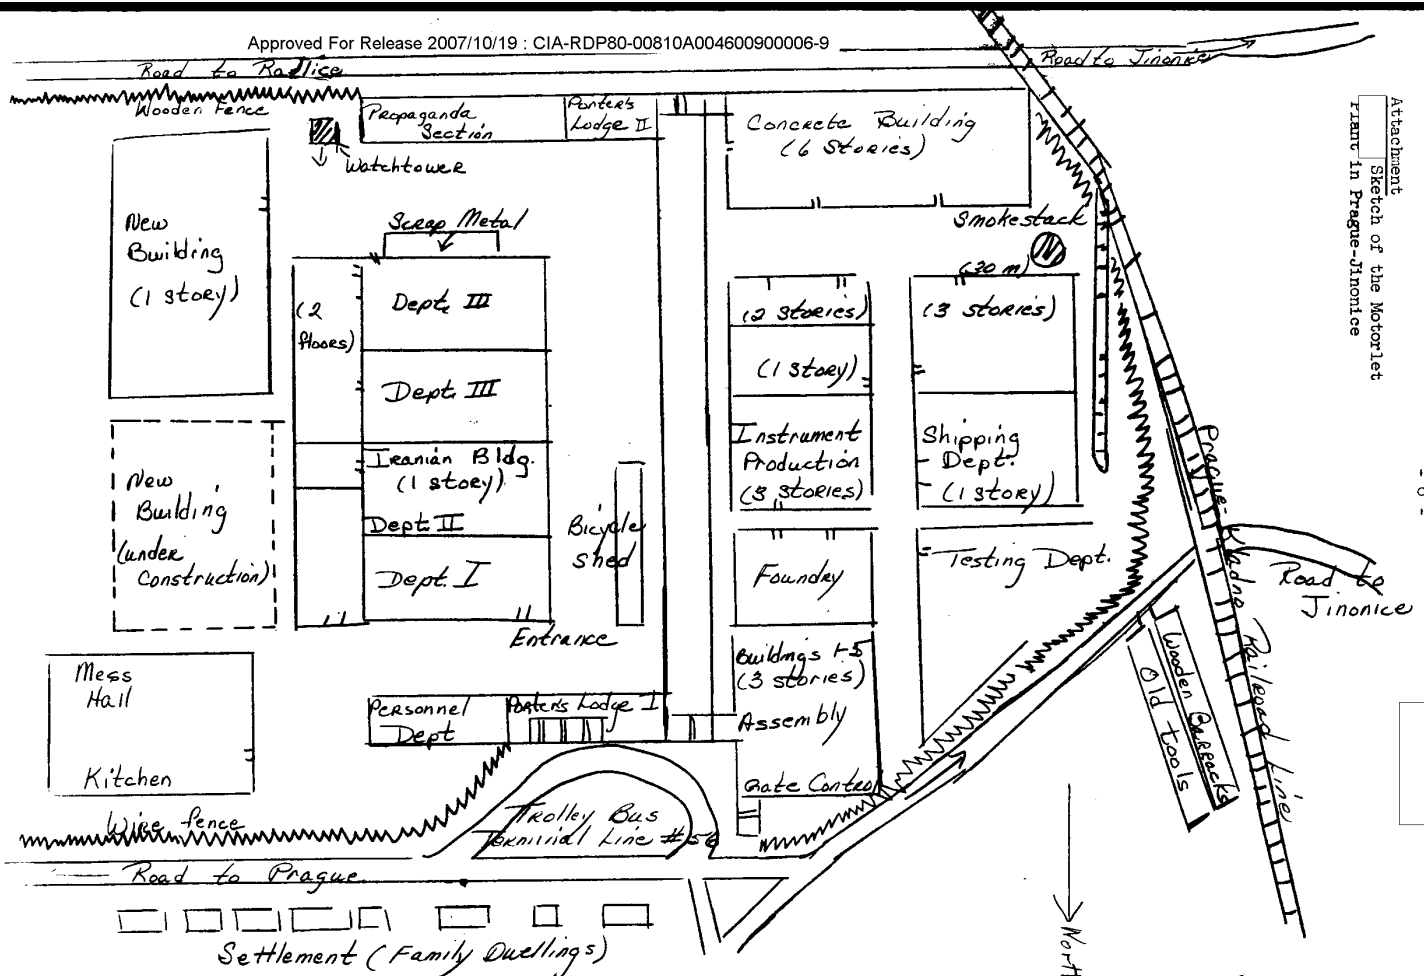 Approved For Release 2007/10/19 : CIA-RDP80-00810A004600900006-9
Road to Radlice
Road to Jinonice
Wooden Fence
Propaganda
Section
Porter's
Lodge II
Watchtower
Concrete Building
(6 Stories)
Attachment
Sketch of the Motorlet
Plant in Prague-Jinonice
New
Building
(1 story)
Scrap Metal
Smokestack
(30 m)
(2
floors)
Dept. III
Dept. III
Iranian Bldg.
(1 story)
Dept II
Dept. I
Entrance
Bicycle
Shed
(2 stories)
(1 story)
Instrument
Production
(3 stories)
(3 stories)
Shipping
Dept.
(1 story)
New
Building
(under
Construction)
Foundry
Testing Dept.
Prague-Kladno Railroad Line
Road to
Jinonice
Mess
Hall
Kitchen
Personnel
Dept
Porter's Lodge I
Buildings 1-5
(3 stories)
Assembly
Gate Control
Wooden Barracks
Old tools
Wire fence
Trolley Bus
Terminal Line #56
Road to Prague
Settlement (Family Dwellings)
North